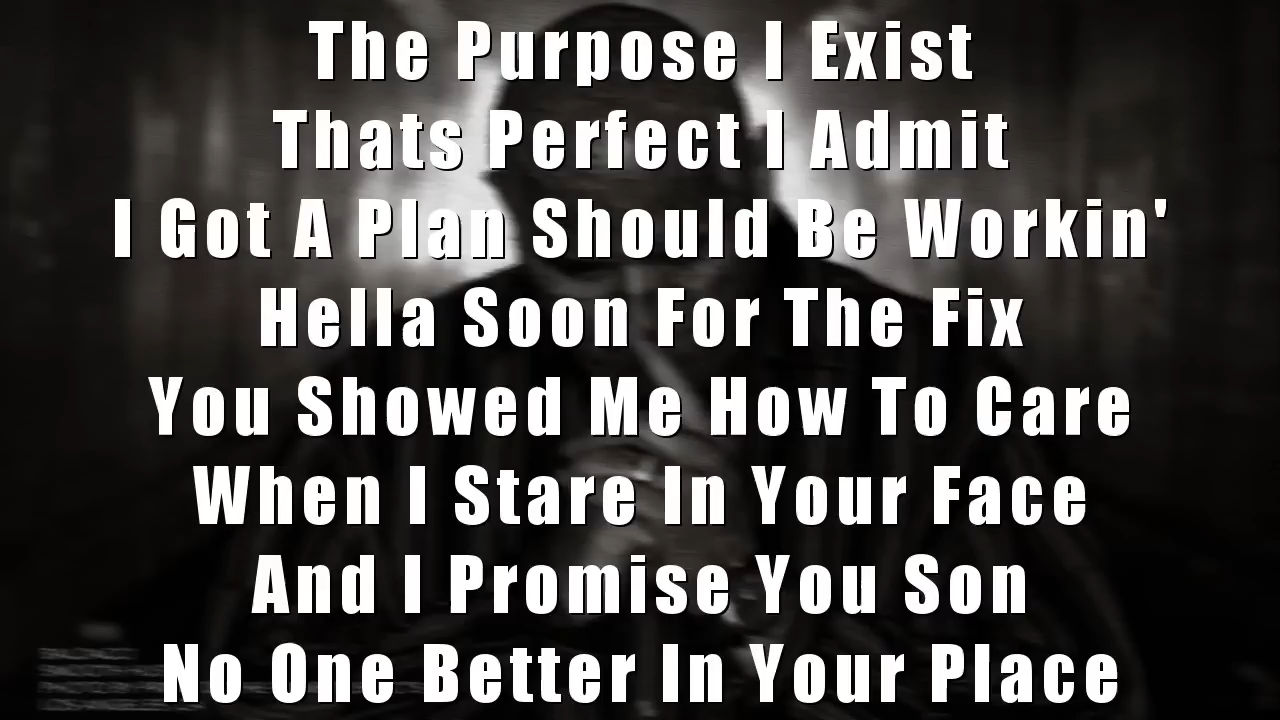 The Purpose I Exist
Thats Perfect I Admit
I Got A Plan Should Be Workin'
Hella Soon For The Fix
You Showed Me How To Care
When I Stare In Your Face
And I Promise You Son
No One Better In Your Place